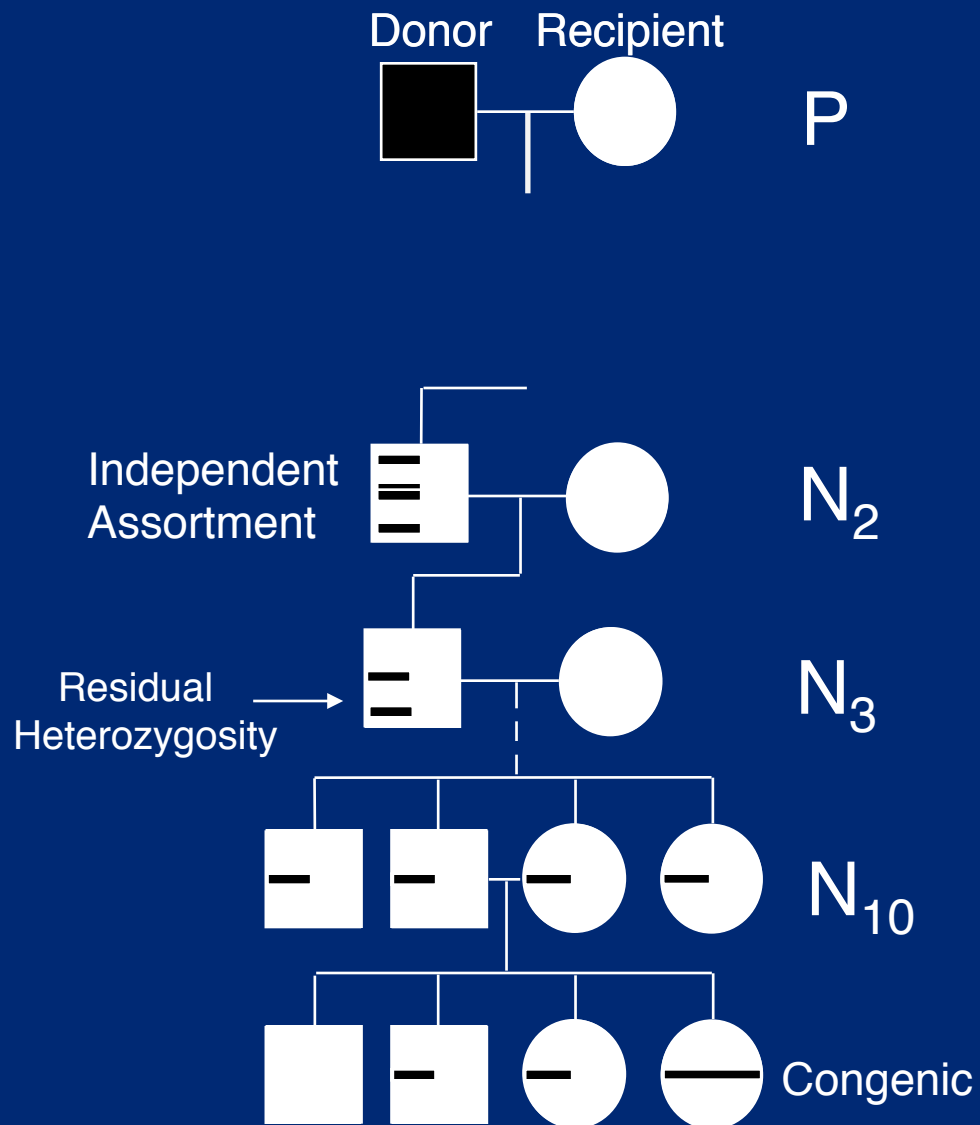 Donor Recipient
P
Independent
Assortment
N2
Residual
Heterozygosity
N3
N10
Congenic